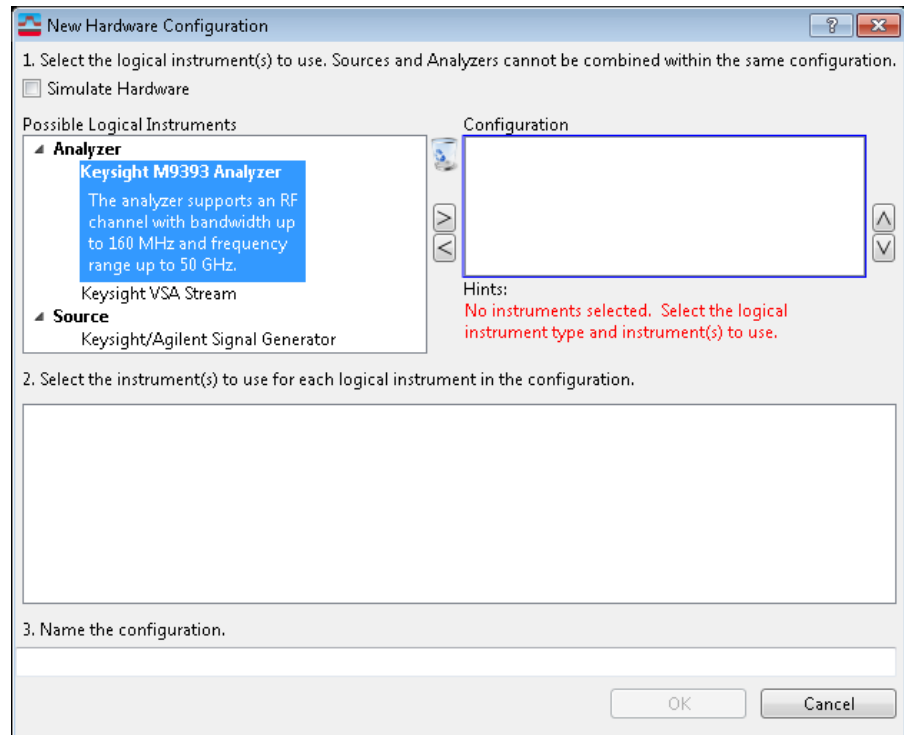 New Hardware Configuration
1. Select the logical instrument(s) to use. Sources and Analyzers cannot be combined within the same configuration.
Simulate Hardware
Possible Logical Instruments
Analyzer
Keysight M9393 Analyzer
The analyzer supports an RF
channel with bandwidth up
to 160 MHz and frequency
range up to 50 GHz.
Keysight VSA Stream
Source
Keysight/Agilent Signal Generator
>
<
Configuration
Hints:
No instruments selected. Select the logical
instrument type and instrument(s) to use.
2. Select the instrument(s) to use for each logical instrument in the configuration.
3. Name the configuration.
OK
Cancel